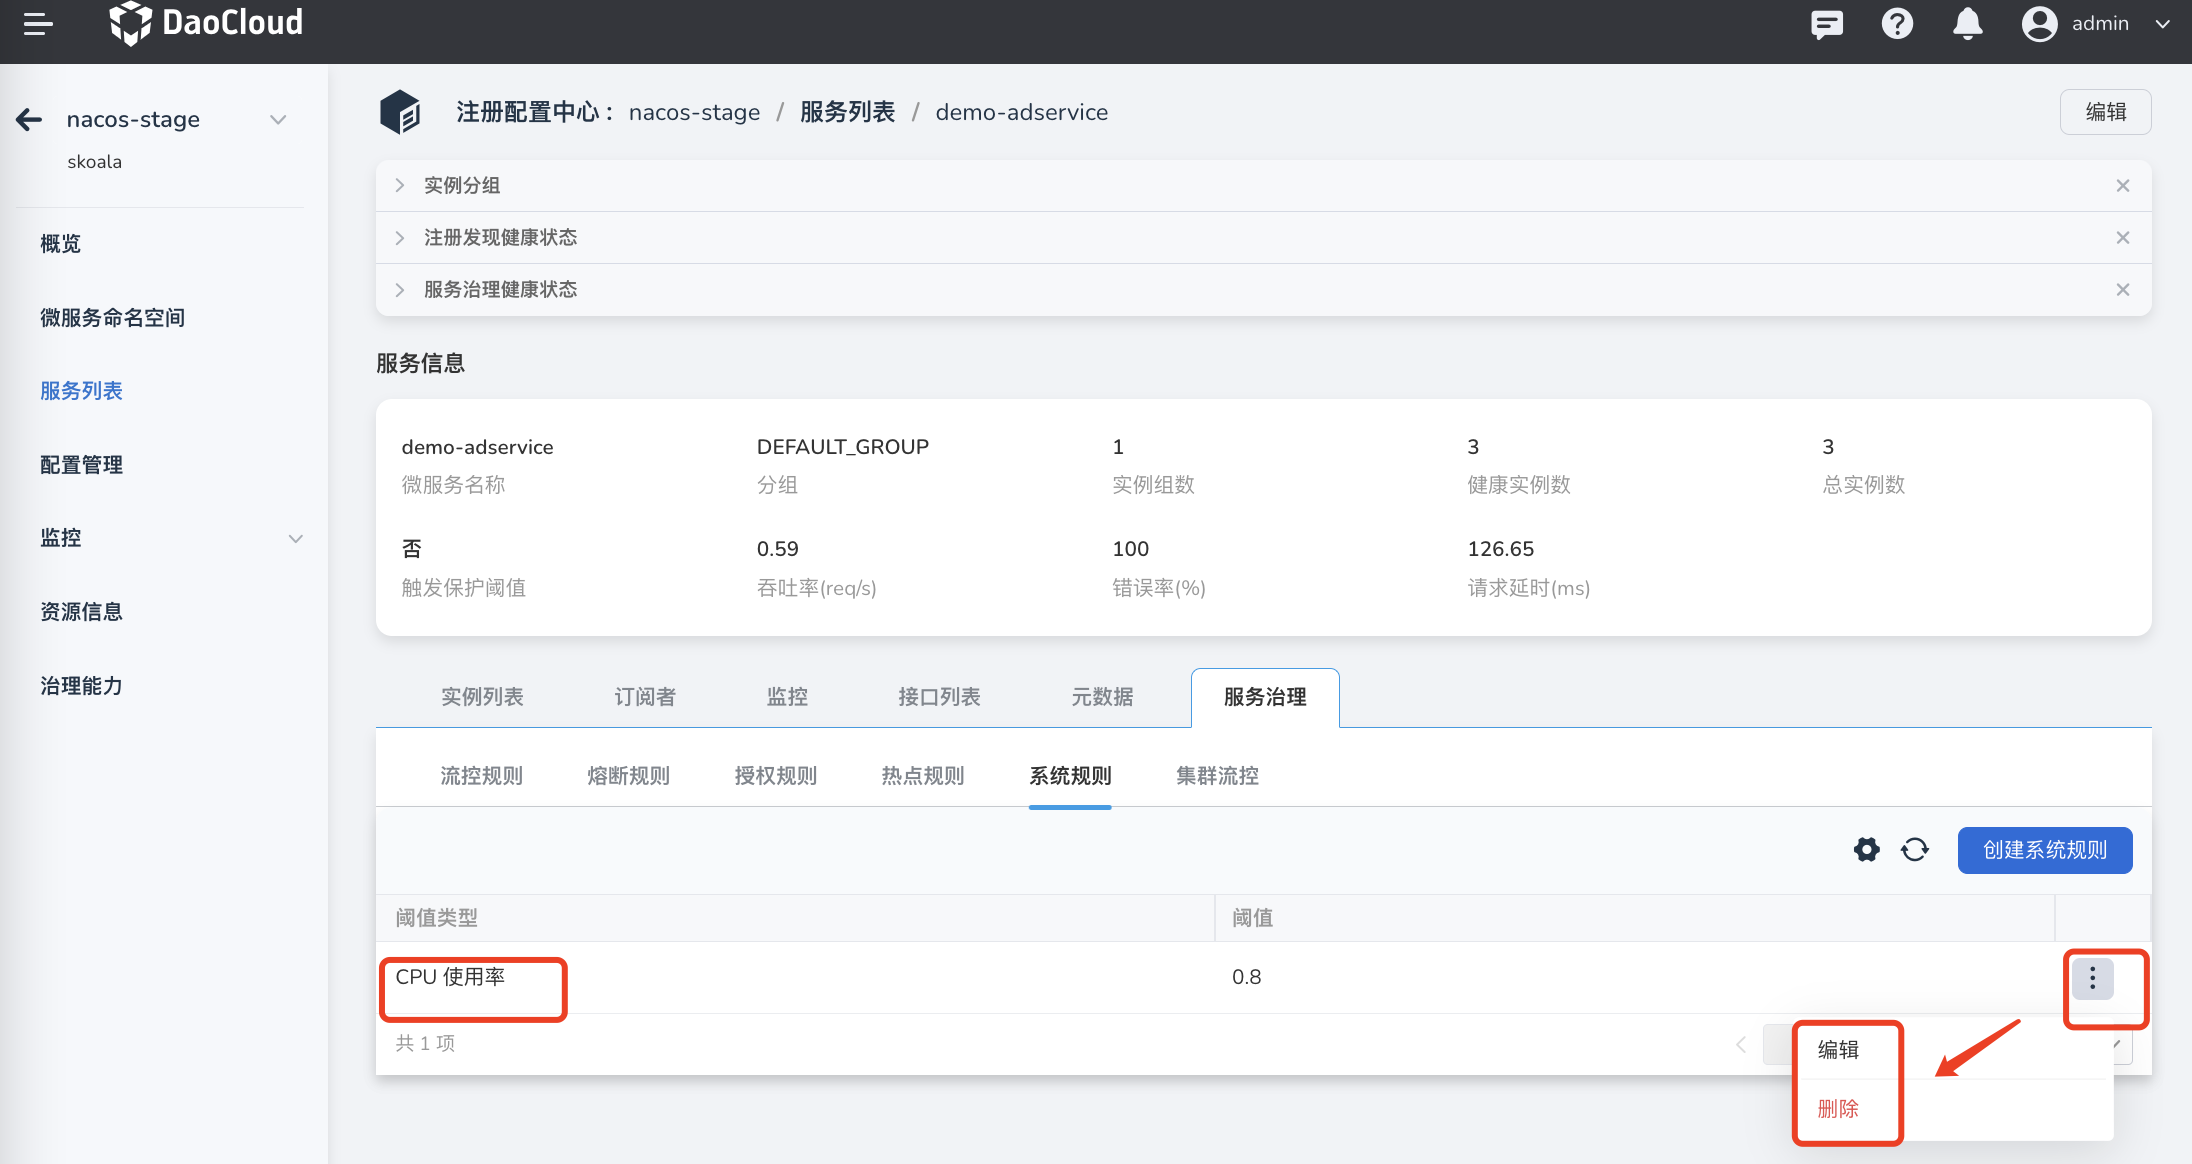 DaoCloud
admin
nacos-stage
skoala
概览
微服务命名空间
服务列表
配置管理
监控
资源信息
治理能力
注册配置中心： nacos-stage / 服务列表 / demo-adservice
编辑
实例分组
注册发现健康状态
服务治理健康状态
服务信息
demo-adservice DEFAULT_GROUP 1 3 3
微服务名称 分组 实例组数 健康实例数 总实例数
否 0.59 100 126.65
触发保护阈值 吞吐率(req/s) 错误率(%) 请求延时(ms)
实例列表 订阅者 监控 接口列表 元数据 服务治理
流控规则 熔断规则 授权规则 热点规则 系统规则 集群流控
创建系统规则
阈值类型 阈值
CPU 使用率 0.8
共 1 项
编辑
删除